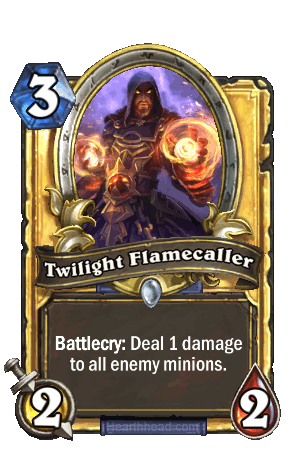 3
Twilight Flamecaller
Battlecry: Deal 1 damage
to all enemy minions.
2
2
Hearthhead.com